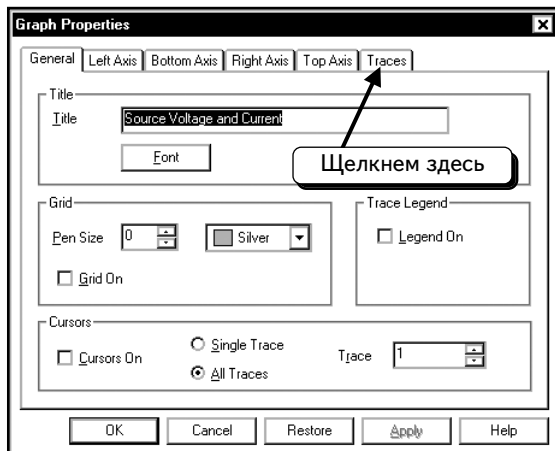 Graph Properties
General Left Axis Bottom Axis Right Axis Top Axis Traces
Title
Title Source Voltage and Current
Font
Щелкнем здесь
Grid
Pen Size 0 Silver
Grid On
Trace Legend
Legend On
Cursors
Cursors On
Single Trace
All Traces
Trace 1
OK Cancel Restore Apply Help